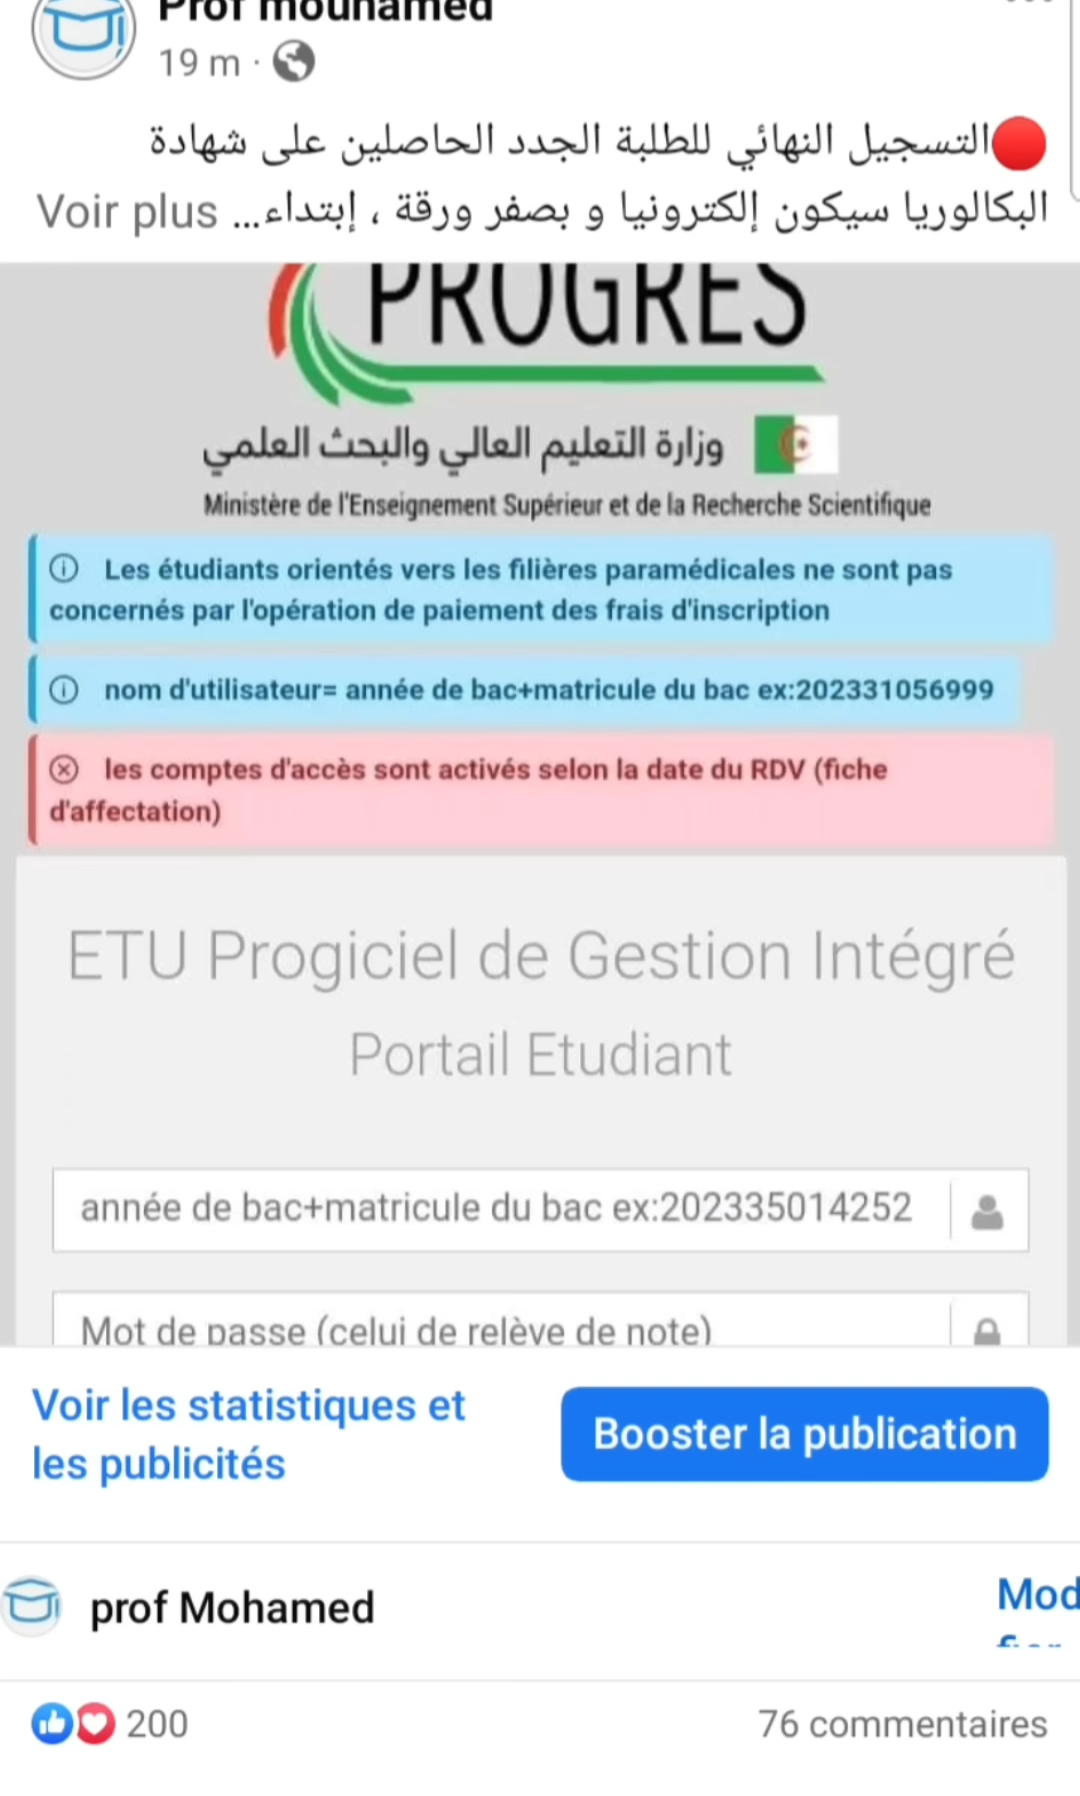 Prof mouhamed
19 m ·
التسجيل النهائي للطلبة الجدد الحاصلين على شهادة
البكالوريا سيكون إلكترونيا و بصفر ورقة ، إبتداء... Voir plus
PROGRES
وزارة التعليم العالي والبحث العلمي
Ministère de l'Enseignement Supérieur et de la Recherche Scientifique
Les étudiants orientés vers les filières paramédicales ne sont pas
concernés par l'opération de paiement des frais d'inscription
nom d'utilisateur= année de bac+matricule du bac ex:202331056999
les comptes d'accès sont activés selon la date du RDV (fiche
d'affectation)
ETU Progiciel de Gestion Intégré
Portail Etudiant
année de bac+matricule du bac ex:202335014252
Mot de passe (celui de relève de note)
Voir les statistiques et
les publicités
Booster la publication
prof Mohamed
Mod
200
76 commentaires